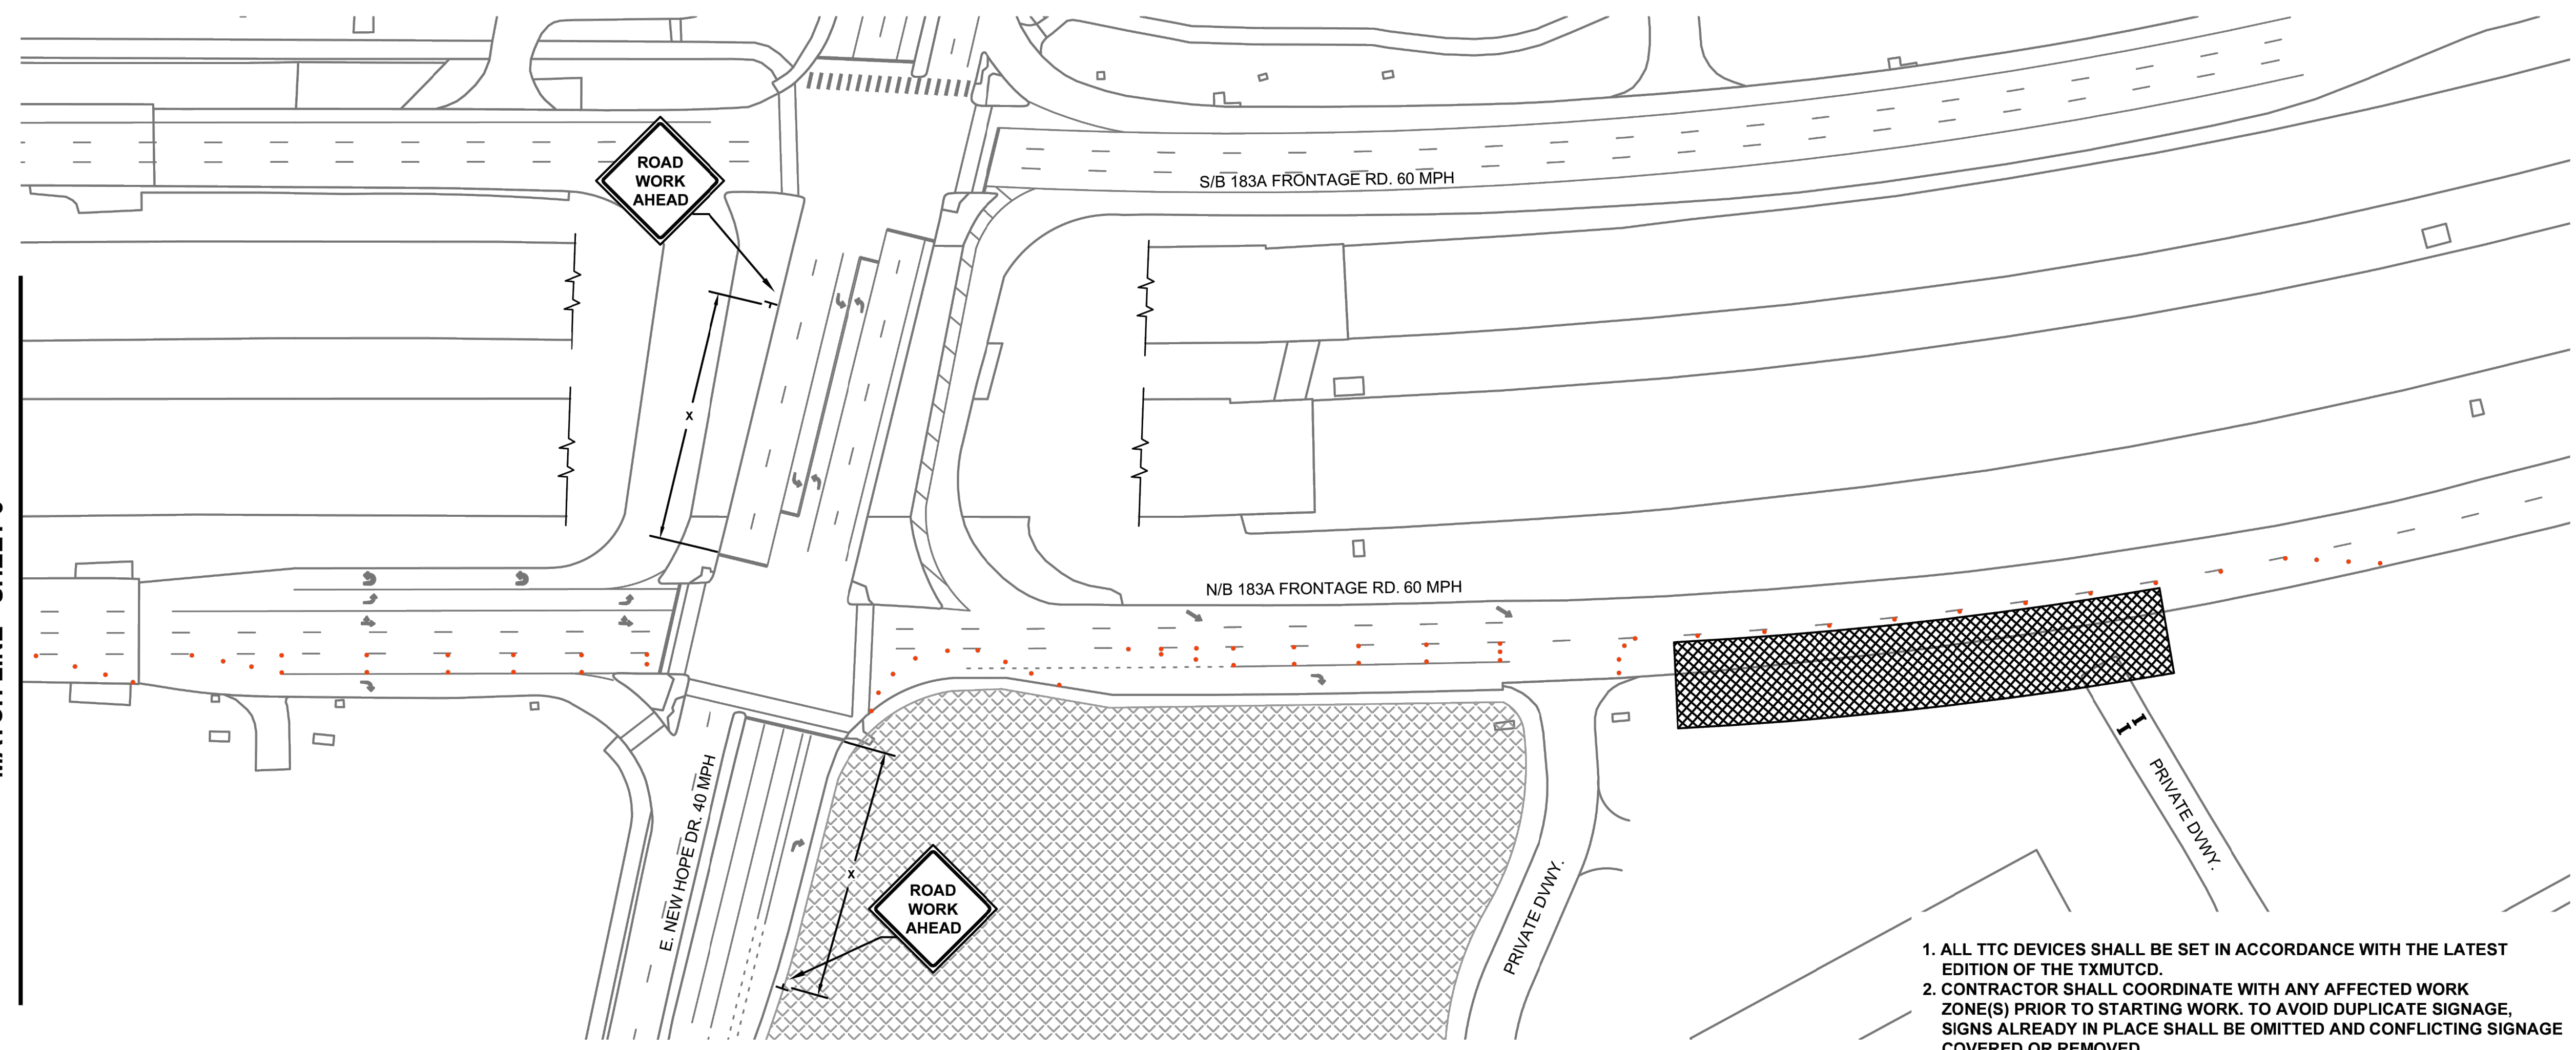 ROAD
WORK
AHEAD
S/B 183A FRONTAGE RD. 60 MPH
x
N/B 183A FRONTAGE RD. 60 MPH
E. NEW HOPE DR. 40 MPH
x
ROAD
WORK
AHEAD
PRIVATE DVWY.
PRIVATE DVWY.
1. ALL TTC DEVICES SHALL BE SET IN ACCORDANCE WITH THE LATEST
EDITION OF THE TXMUTCD.
2. CONTRACTOR SHALL COORDINATE WITH ANY AFFECTED WORK
ZONE(S) PRIOR TO STARTING WORK. TO AVOID DUPLICATE SIGNAGE,
SIGNS ALREADY IN PLACE SHALL BE OMITTED AND CONFLICTING SIGNAGE
COVERED OR REMOVED